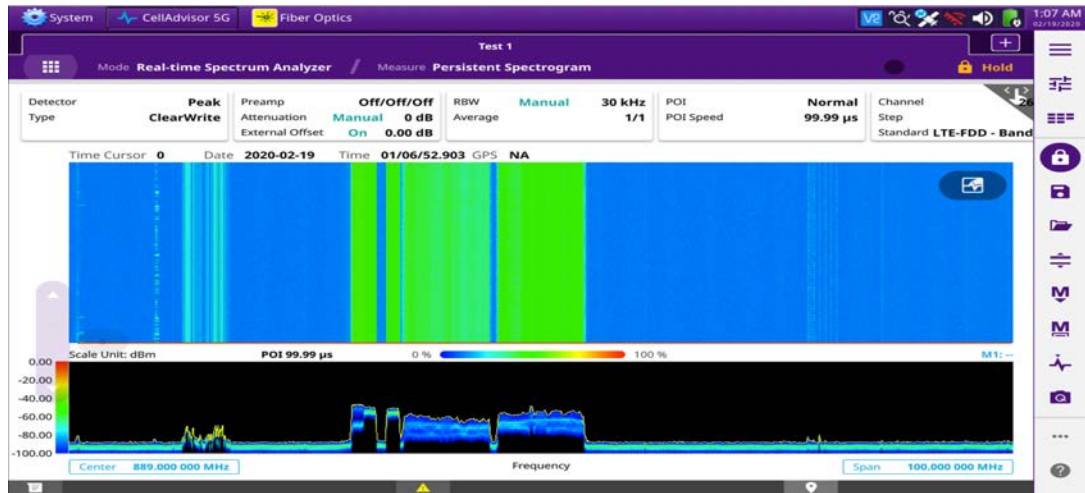 System CellAdvisor 5G Fiber Optics V2 1:07 AM
02/19/2020
Test 1 +
Mode Real-time Spectrum Analyzer / Measure Persistent Spectrogram Hold
Detector Peak Preamp Off/Off/Off RBW Manual 30 kHz POI Normal Channel 26
Type ClearWrite Attenuation Manual 0 dB Average 1/1 POI Speed 99.99 μs Step
External Offset On 0.00 dB Standard LTE-FDD - Band
Time Cursor 0 Date 2020-02-19 Time 01/06/52.903 GPS NA
Scale Unit: dBm POI 99.99 μs 0 % 100 % M1: --
0.00
-20.00
-40.00
-60.00
-80.00
-100.00
Center 889.000 000 MHz Frequency Span 100.000 000 MHz
M
M
?